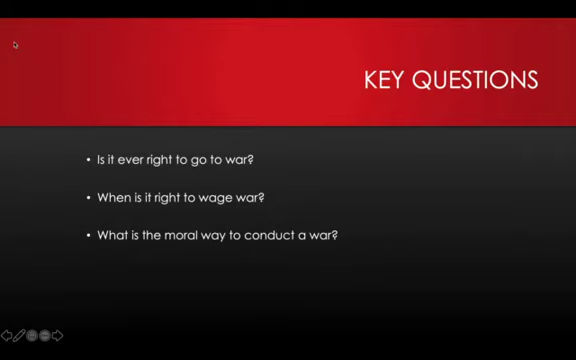 KEY QUESTIONS
• Is it ever right to go to war?
• When is it right to wage war?
• What is the moral way to conduct a war?